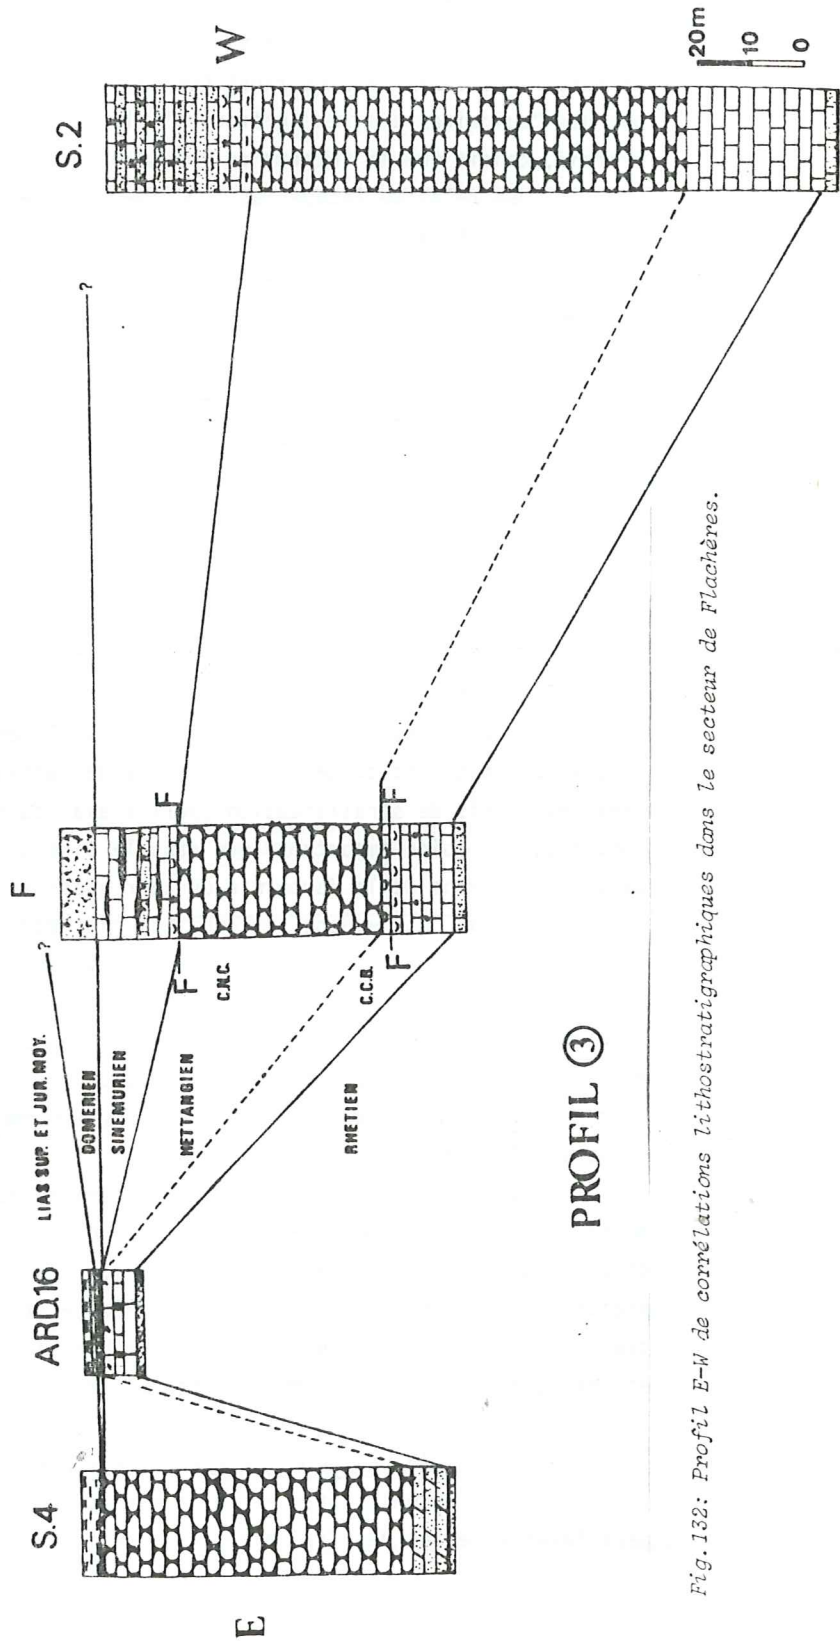 S.4
ARD.16
F
S.2
E
W
LIAS SUP. ET JUR. MOY.
?
?
DOMERIEN
SINEMURIEN
HETTANGIEN
RHETIEN
F
F
C.N.C.
C.C.B.
F
F
20m
10
0
PROFIL ③
Fig.132: Profil E-W de corrélations lithostratigraphiques dans le secteur de Flachères.